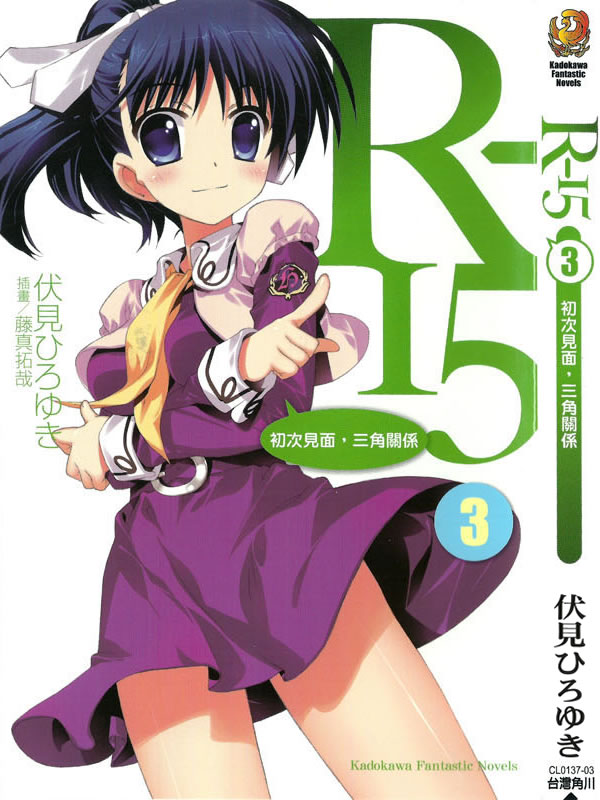 R-
15
伏見ひろゆき
插畫／藤真拓哉
初次見面，三角關係
3
Kadokawa Fantastic Novels
Kadokawa
Fantastic
Novels
R-15
3
初次見面，三角關係
伏見ひろゆき
CL0137-03
台灣角川